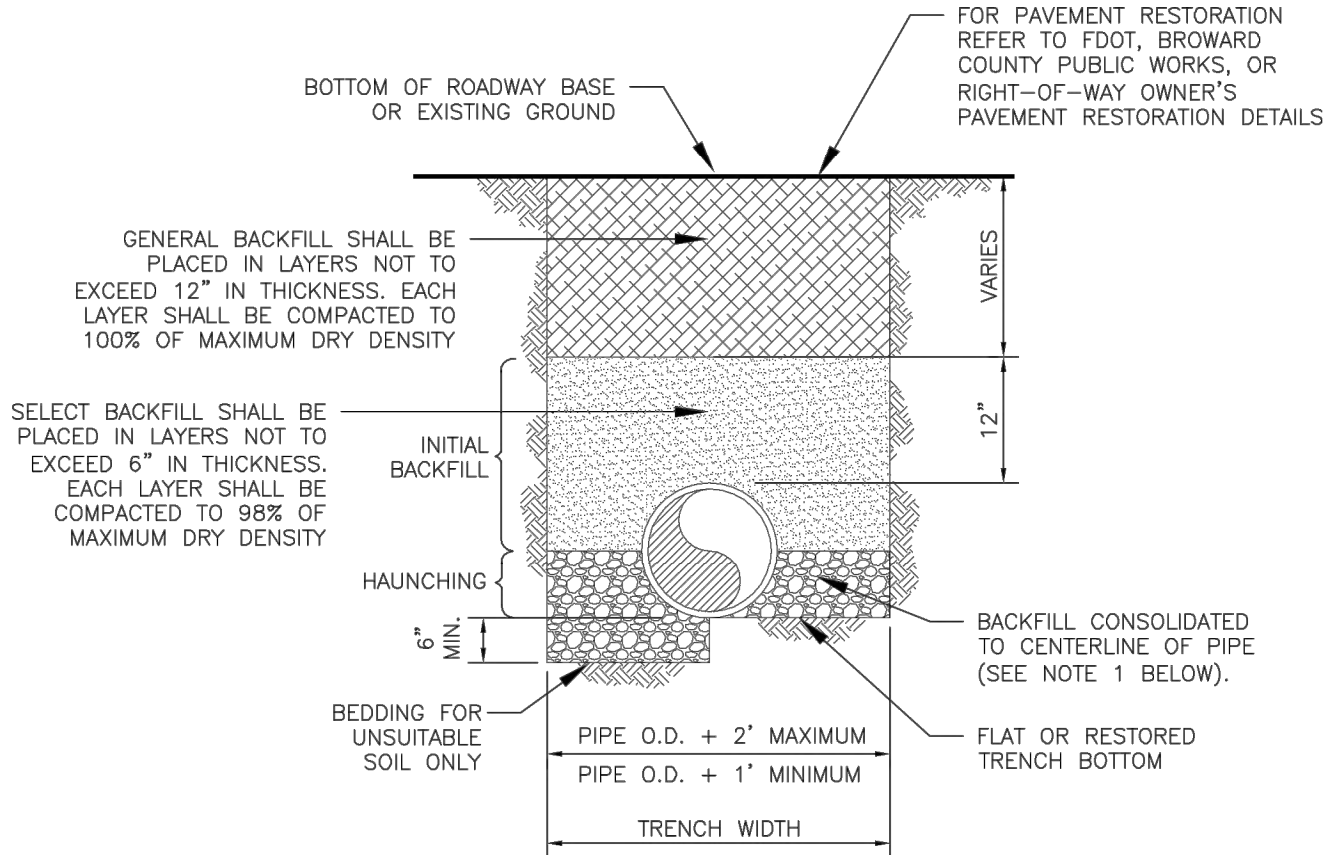 FOR PAVEMENT RESTORATION
REFER TO FDOT, BROWARD
COUNTY PUBLIC WORKS, OR
RIGHT-OF-WAY OWNER'S
PAVEMENT RESTORATION DETAILS
BOTTOM OF ROADWAY BASE
OR EXISTING GROUND
GENERAL BACKFILL SHALL BE
PLACED IN LAYERS NOT TO
EXCEED 12" IN THICKNESS. EACH
LAYER SHALL BE COMPACTED TO
100% OF MAXIMUM DRY DENSITY
VARIES
SELECT BACKFILL SHALL BE
PLACED IN LAYERS NOT TO
EXCEED 6" IN THICKNESS.
EACH LAYER SHALL BE
COMPACTED TO 98% OF
MAXIMUM DRY DENSITY
INITIAL
BACKFILL
12"
HAUNCHING
6"
MIN.
BACKFILL CONSOLIDATED
TO CENTERLINE OF PIPE
(SEE NOTE 1 BELOW).
BEDDING FOR
UNSUITABLE
SOIL ONLY
PIPE O.D. + 2' MAXIMUM
PIPE O.D. + 1' MINIMUM
FLAT OR RESTORED
TRENCH BOTTOM
TRENCH WIDTH